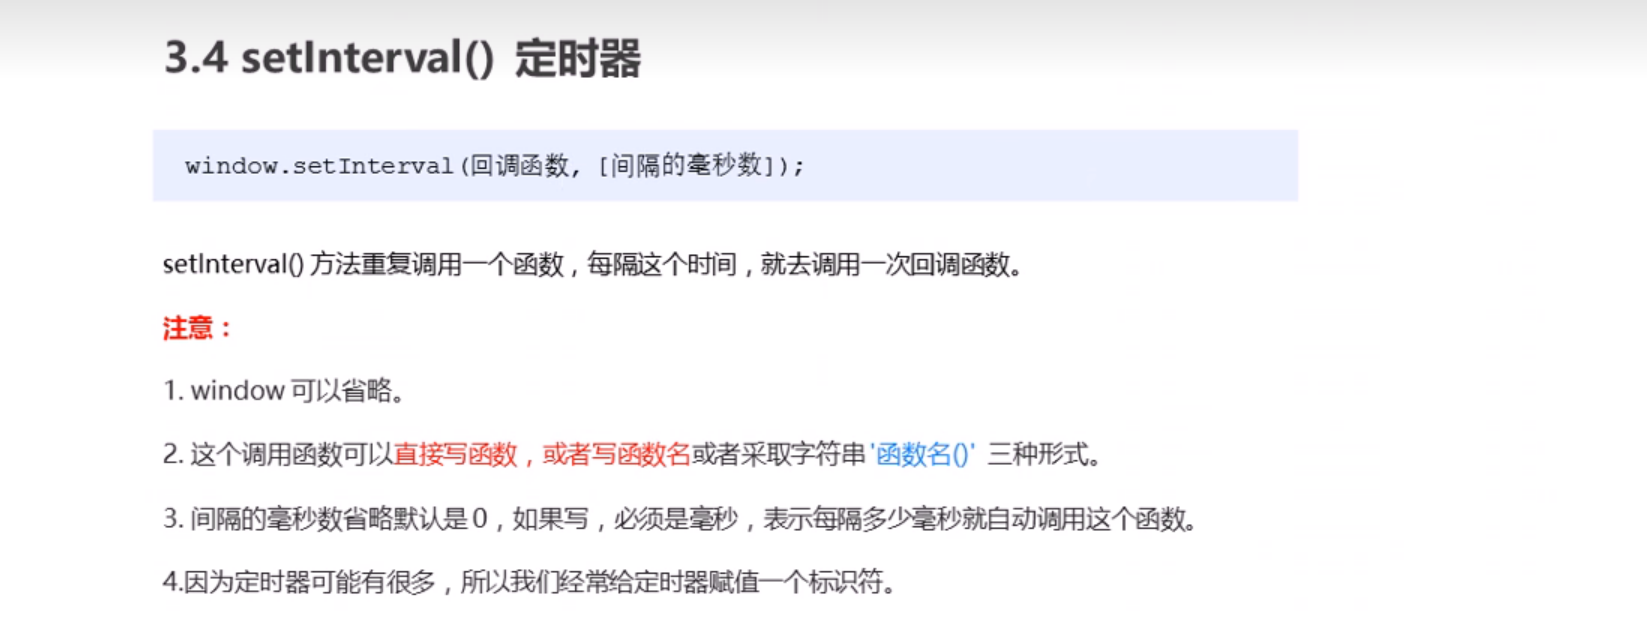 3.4 setInterval() 定时器
window.setInterval(回调函数, [间隔的毫秒数]);
setInterval() 方法重复调用一个函数，每隔这个时间，就去调用一次回调函数。
注意：
1. window 可以省略。
2. 这个调用函数可以直接写函数，或者写函数名或者采取字符串 '函数名()' 三种形式。
3. 间隔的毫秒数省略默认是 0，如果写，必须是毫秒，表示每隔多少毫秒就自动调用这个函数。
4.因为定时器可能有很多，所以我们经常给定时器赋值一个标识符。